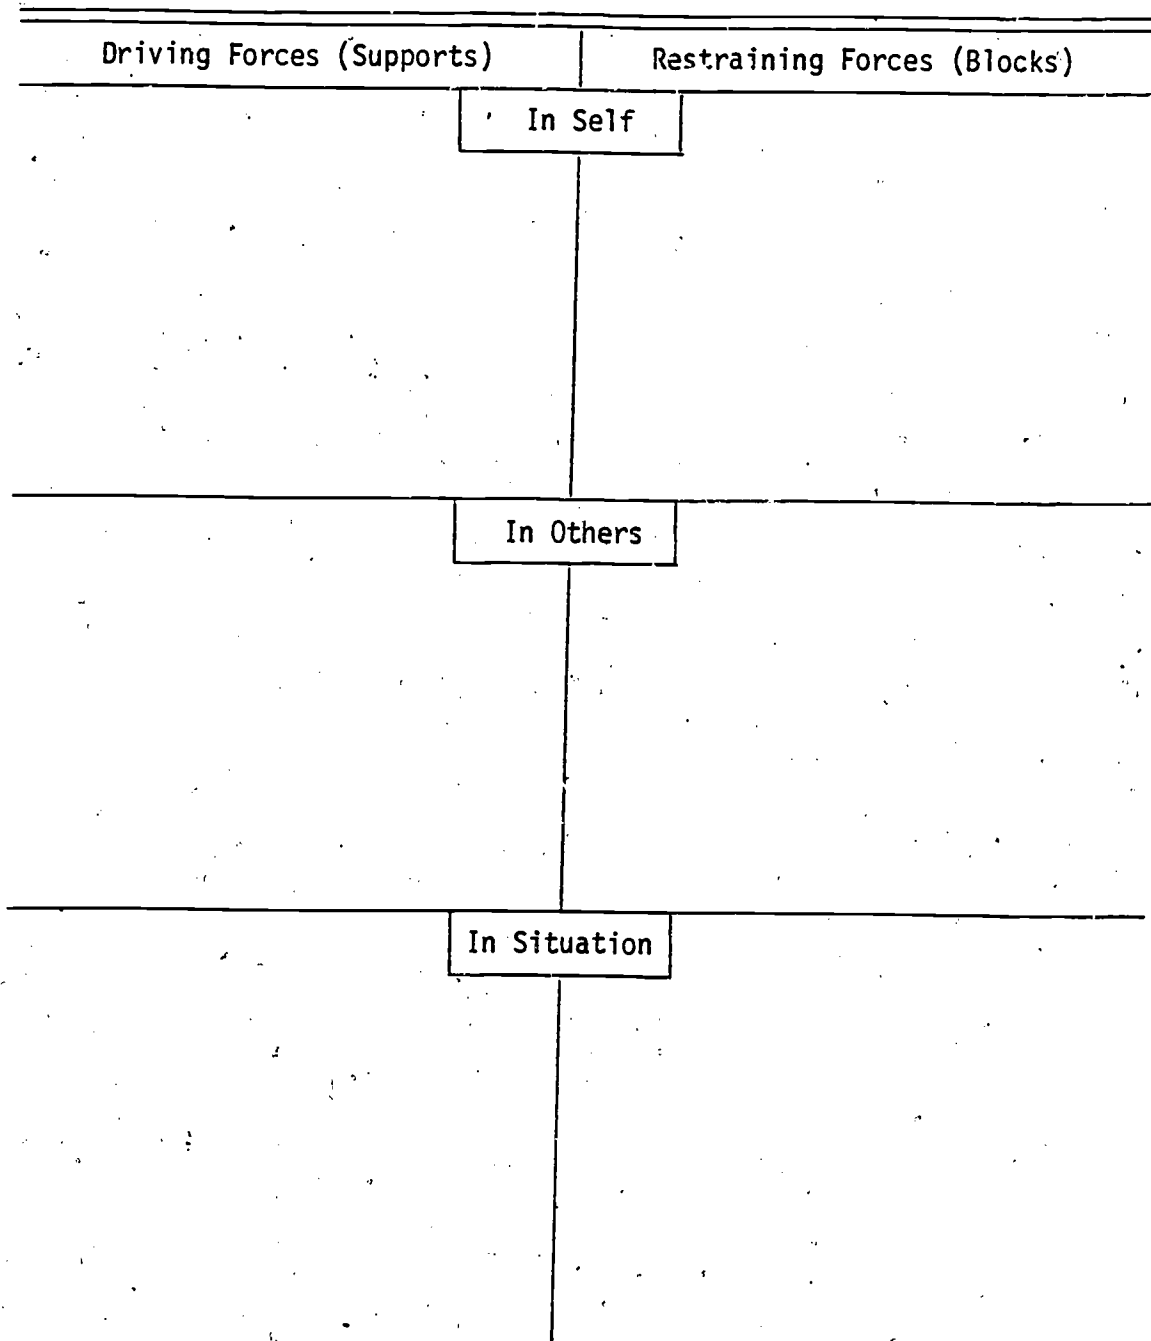 Driving Forces (Supports)
Restraining Forces (Blocks)
In Self
In Others
In Situation